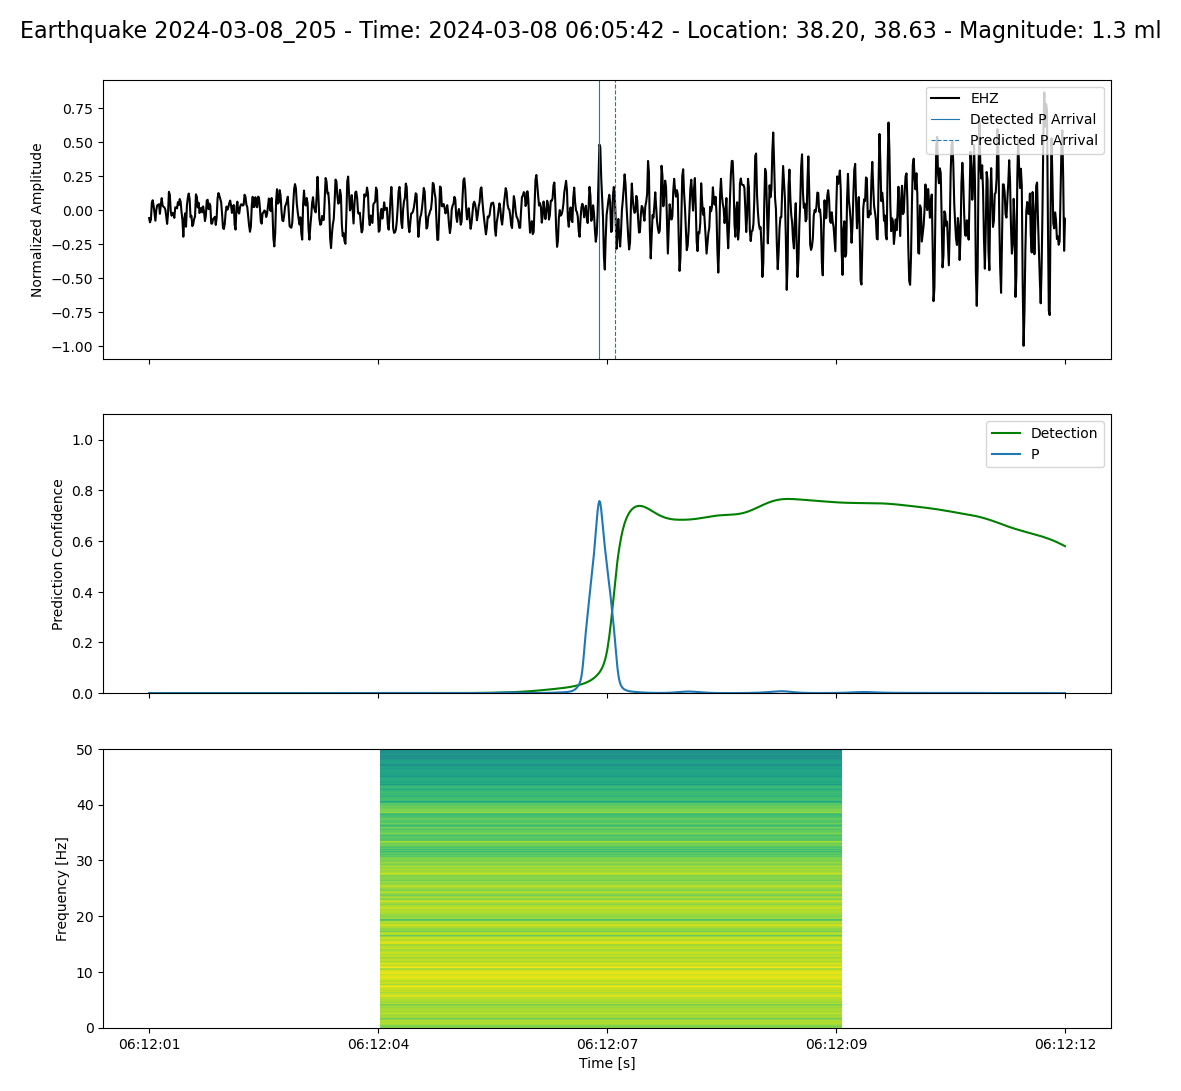 Earthquake 2024-03-08_205 - Time: 2024-03-08 06:05:42 - Location: 38.20, 38.63 - Magnitude: 1.3 ml
EHZ
Detected P Arrival
Predicted P Arrival
Normalized Amplitude
0.75
0.50
0.25
0.00
−0.25
−0.50
−0.75
−1.00
Detection
P
Prediction Confidence
1.0
0.8
0.6
0.4
0.2
0.0
Frequency [Hz]
50
40
30
20
10
0
06:12:01 06:12:04 06:12:07 06:12:09 06:12:12
Time [s]